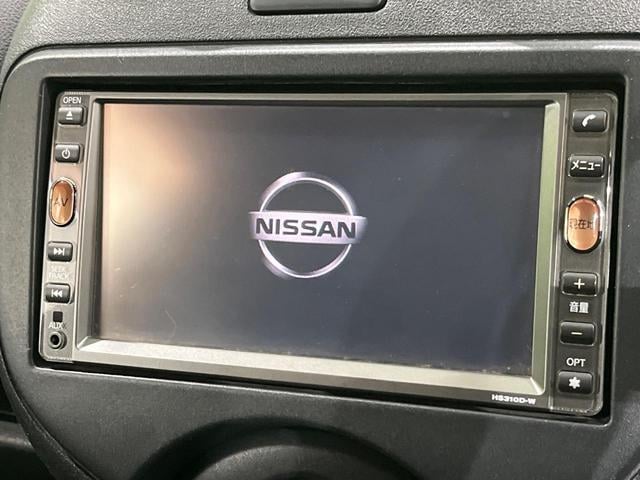 OPEN
AV
SEEK
TRACK
AUX
NISSAN
メニュー
現在地
音量
OPT
HS310D-W